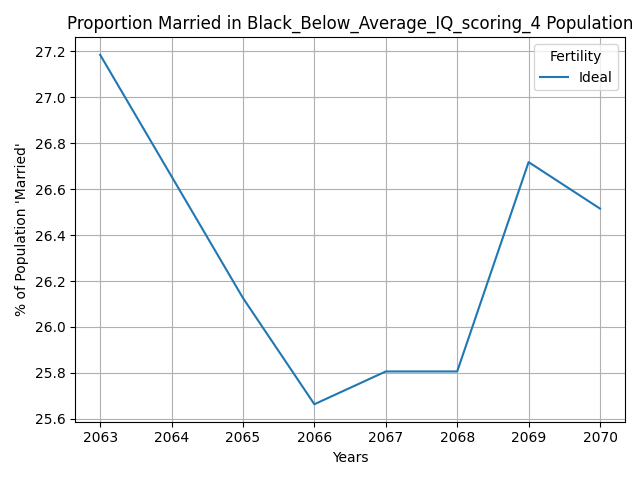 Proportion Married in Black_Below_Average_IQ_scoring_4 Population
Fertility
Ideal
27.2
27.0
26.8
26.6
26.4
26.2
26.0
25.8
25.6
% of Population 'Married'
2063 2064 2065 2066 2067 2068 2069 2070
Years